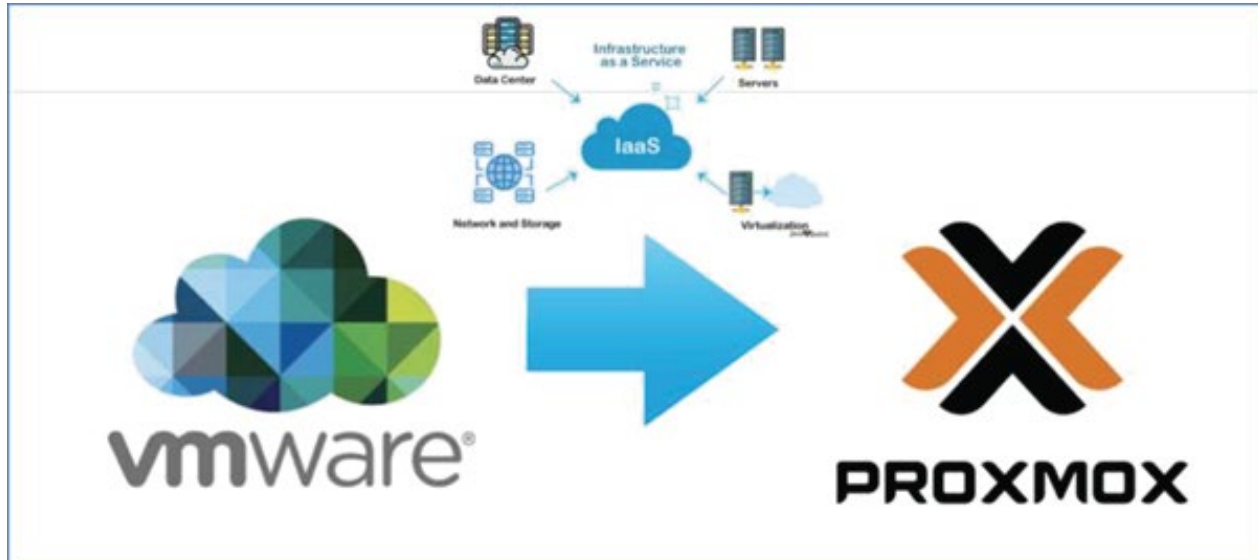 Infrastructure
as a Service
Data Center
Servers
IaaS
Network and Storage
Virtualization
vmware®
PROXMOX